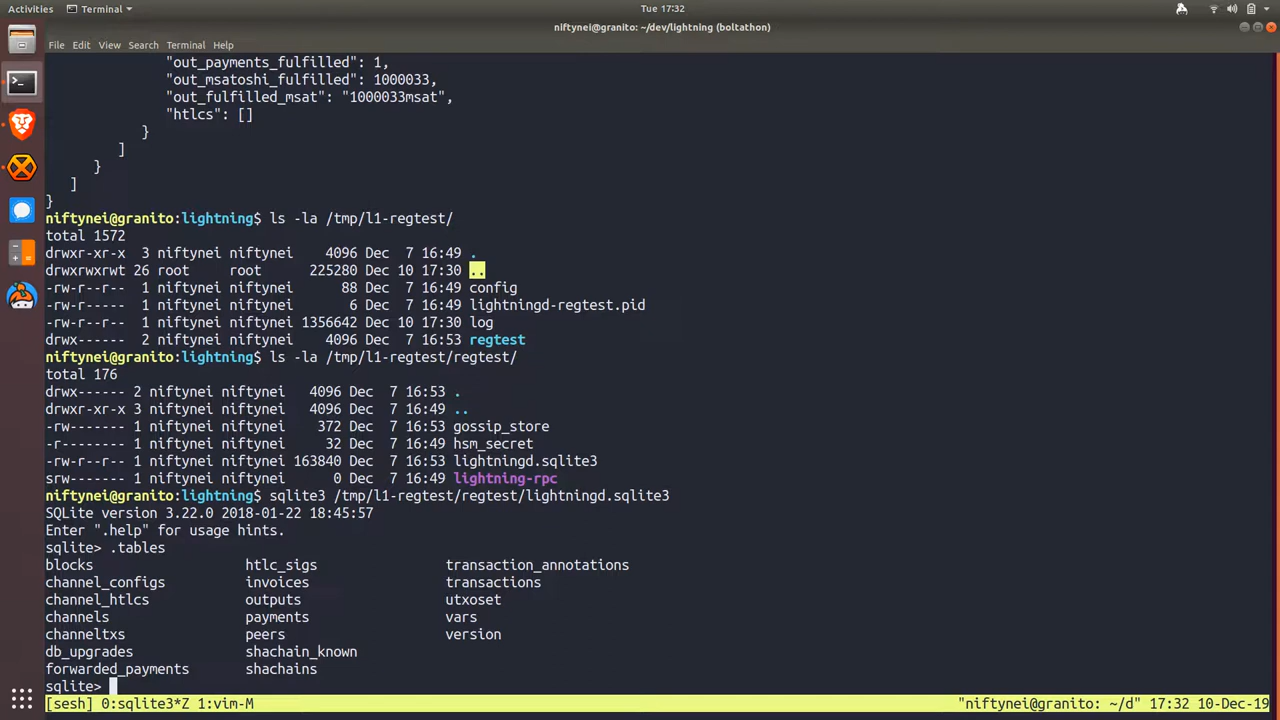 Activities
Terminal
Tue 17:32
niftynei@granito: ~/dev/lightning (boltathon)
File Edit View Search Terminal Help
"out_payments_fulfilled": 1,
"out_msatoshi_fulfilled": 1000033,
"out_fulfilled_msat": "1000033msat",
"htlcs": []
}
]
}
]
}
niftynei@granito:lightning$ ls -la /tmp/l1-regtest/
total 1572
drwxr-xr-x 3 niftynei niftynei 4096 Dec 7 16:49 .
drwxrwxrwt 26 root root 225280 Dec 10 17:30 ..
-rw-r--r-- 1 niftynei niftynei 88 Dec 7 16:49 config
-rw-r--r-- 1 niftynei niftynei 6 Dec 7 16:49 lightningd-regtest.pid
-rw-r--r-- 1 niftynei niftynei 1356642 Dec 10 17:30 log
drwx------ 2 niftynei niftynei 4096 Dec 7 16:53 regtest
niftynei@granito:lightning$ ls -la /tmp/l1-regtest/regtest/
total 176
drwx------ 2 niftynei niftynei 4096 Dec 7 16:53 .
drwxr-xr-x 3 niftynei niftynei 4096 Dec 7 16:49 ..
-rw------- 1 niftynei niftynei 372 Dec 7 16:53 gossip_store
-r-------- 1 niftynei niftynei 32 Dec 7 16:49 hsm_secret
-rw-r--r-- 1 niftynei niftynei 163840 Dec 7 16:53 lightningd.sqlite3
srw------- 1 niftynei niftynei 0 Dec 7 16:49 lightning-rpc
niftynei@granito:lightning$ sqlite3 /tmp/l1-regtest/regtest/lightningd.sqlite3
SQLite version 3.22.0 2018-01-22 18:45:57
Enter ".help" for usage hints.
sqlite> .tables
blocks htlc_sigs transaction_annotations
channel_configs invoices transactions
channel_htlcs outputs utxoset
channels payments vars
channeltxs peers version
db_upgrades shachain_known
forwarded_payments shachains
sqlite>
[sesh] 0:sqlite3*Z 1:vim-M "niftynei@granito: ~/d" 17:32 10-Dec-19